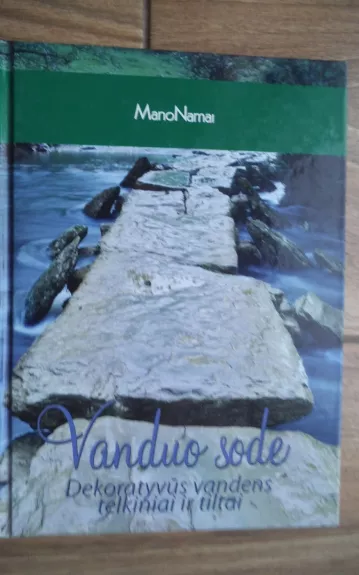 ManoNamai
Vanduo sode
Dekoratyvūs vandens
telkiniai ir tiltai